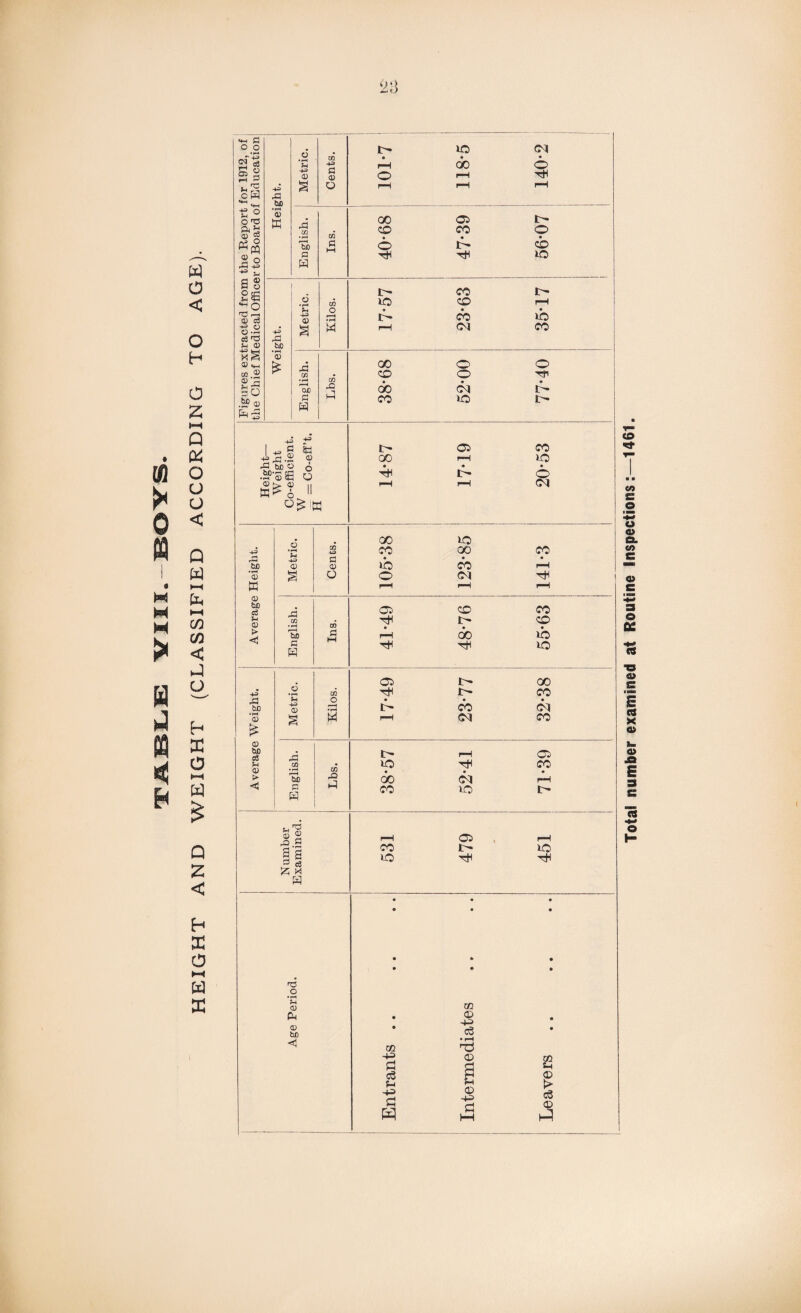 23
TABLE VIII.—BOYS.
HEIGHT AND WEIGHT (CLASSIFIED ACCORDING TO AGE).
Age Period. | Number Examined. | Average Weight. | Average Height. | Height—Weight Co-efficient. W/H = Co-eff't. | Figures extracted from the Report for 1912, of the Chief Medical Officer to Board of Education
Weight. | Height.
English. | Metric. | English. | Metric. | English. | Metric. | English. | Metric.
Lbs. | Kilos. | Ins. | Cents. | Lbs. | Kilos. | Ins. | Cents.
Entrants .. .. .. 531 38·57 17·49 41·49 105·38 14·87 38·68 17·57 40·68 101·7
Intermediates .. .. 479 52·41 23·77 48·76 123·85 17·19 52·00 23·63 47·39 118·5
Leavers .. .. .. 451 71·39 32·38 55·63 141·3 20·53 77·40 35·17 56·07 140·2
Total number examined at Routine Inspections :—1461.